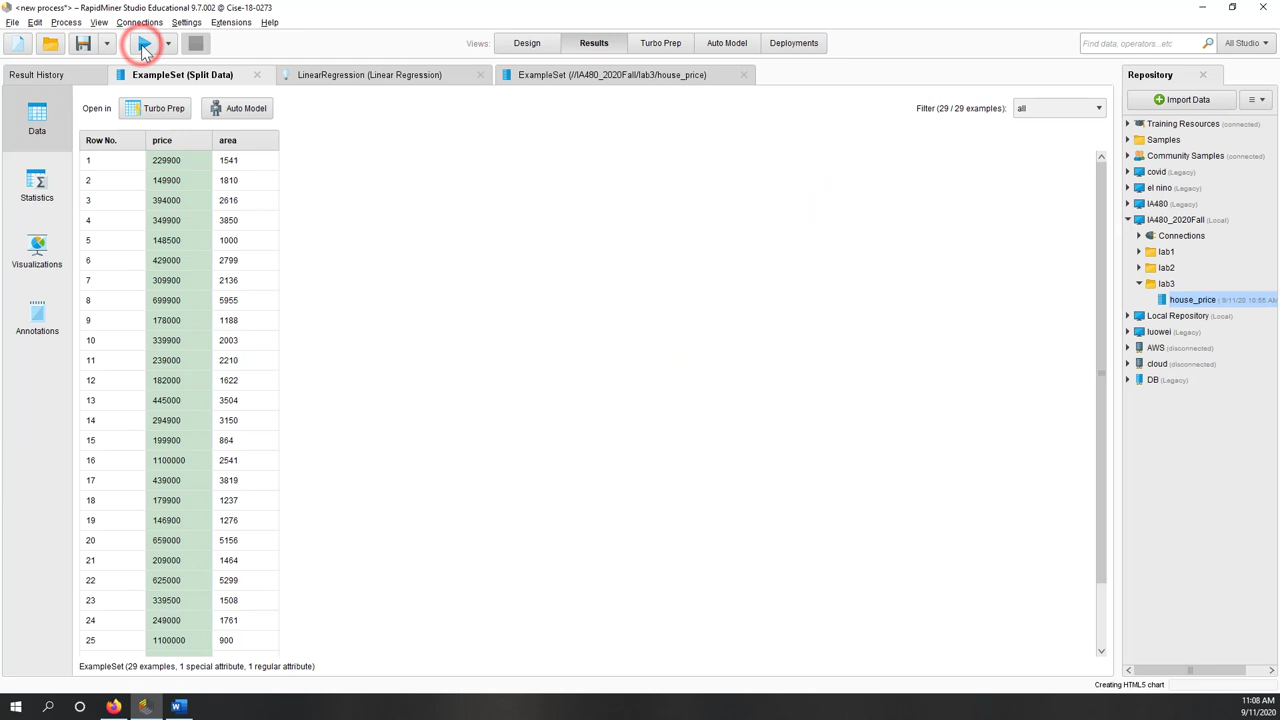 <new process*> – RapidMiner Studio Educational 9.7.002 @ Cise-18-0273
File Edit Process View Connections Settings Extensions Help
Views: Design Results Turbo Prep Auto Model Deployments Find data, operators...etc All Studio
Result History ExampleSet (Split Data) LinearRegression (Linear Regression) ExampleSet (//IA480_2020Fall/lab3/house_price) Repository
Open in Turbo Prep Auto Model Filter (29 / 29 examples): all
Import Data
Data
Statistics
Visualizations
Annotations
Row No. price area
1 229900 1541
2 149900 1810
3 394000 2616
4 349900 3850
5 148500 1000
6 429000 2799
7 309900 2136
8 699900 5955
9 178000 1188
10 339900 2003
11 239000 2210
12 182000 1622
13 445000 3504
14 294900 3150
15 199900 864
16 1100000 2541
17 439000 3819
18 179900 1237
19 146900 1276
20 659000 5156
21 209000 1464
22 625000 5299
23 339500 1508
24 249000 1761
25 1100000 900
ExampleSet (29 examples, 1 special attribute, 1 regular attribute)
Training Resources (connected)
Samples
Community Samples (connected)
covid (Legacy)
el nino (Legacy)
IA480 (Legacy)
IA480_2020Fall (Local)
Connections
lab1
lab2
lab3
house_price (9/11/20 10:55 AM
Local Repository (Local)
luowei (Legacy)
AWS (disconnected)
cloud (disconnected)
DB (Legacy)
Creating HTML5 chart
11:08 AM
9/11/2020